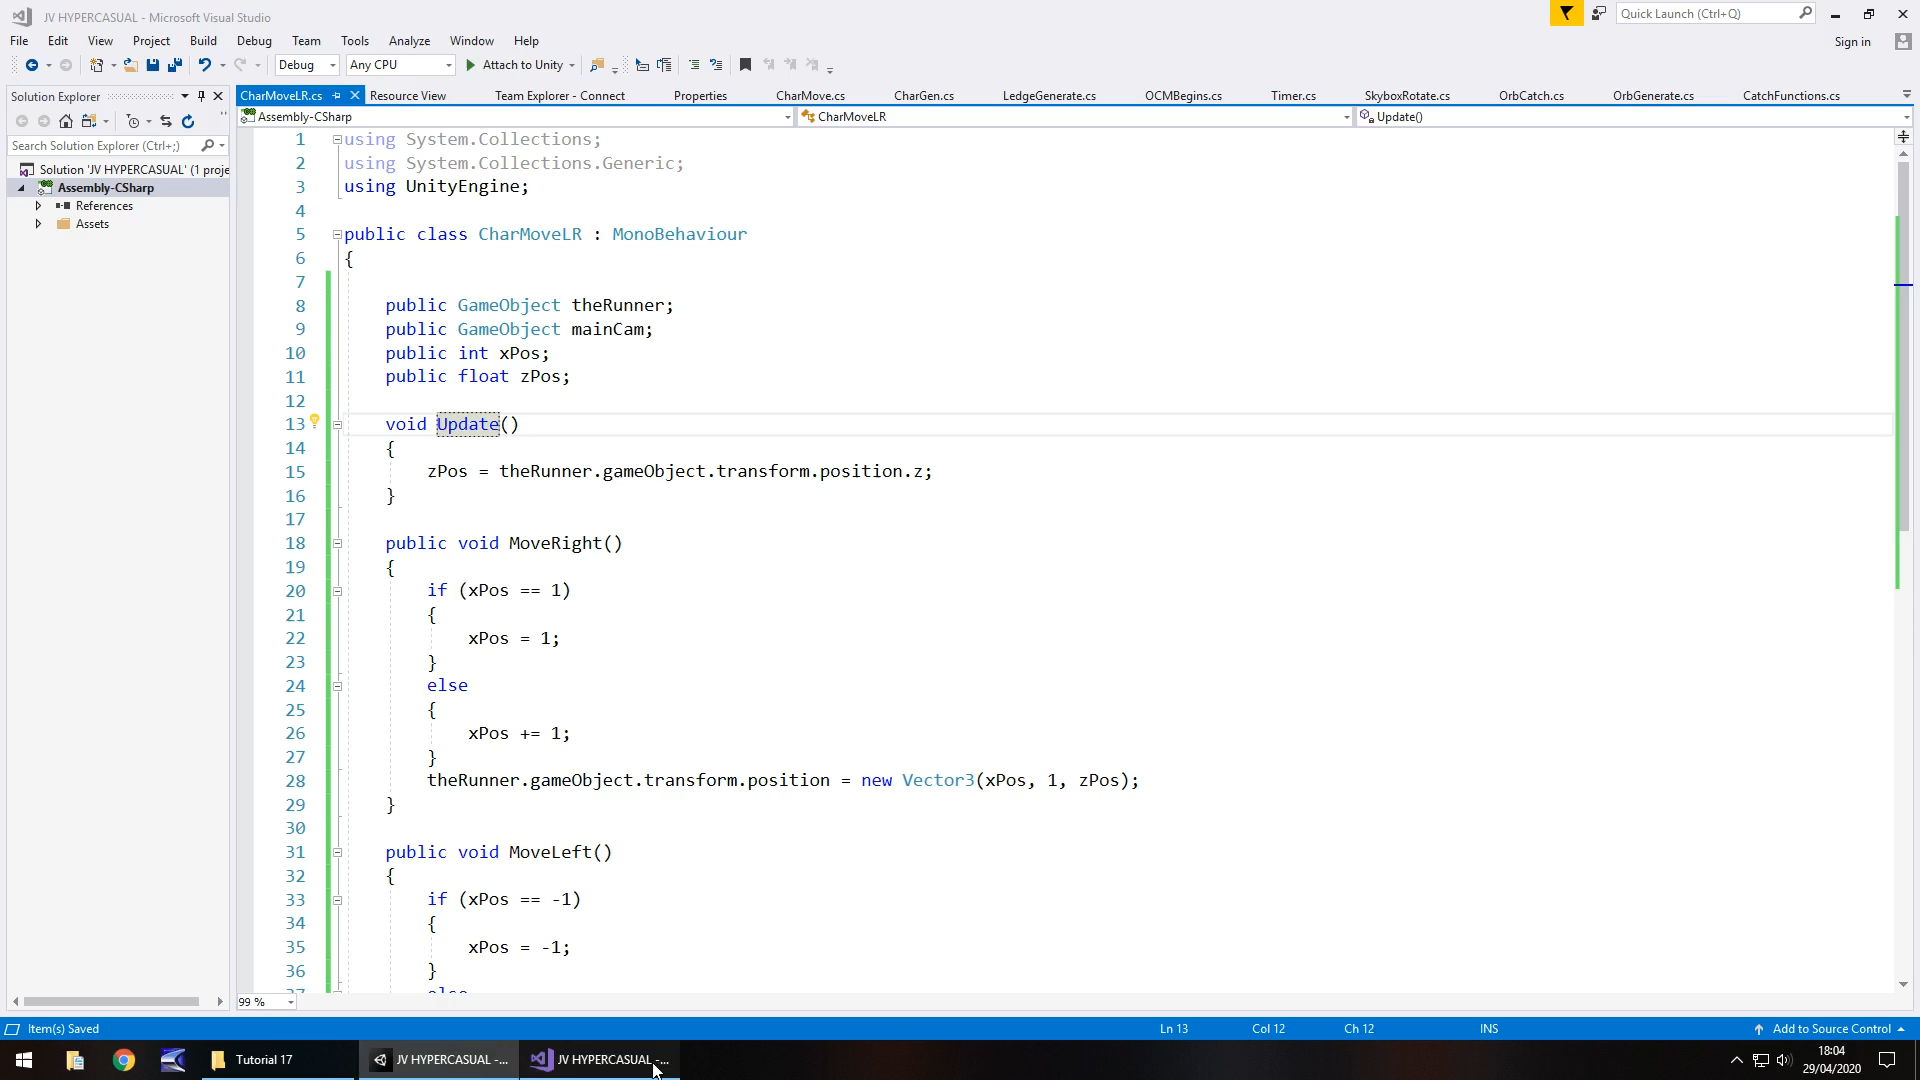 JV HYPERCASUAL - Microsoft Visual Studio
Quick Launch (Ctrl+Q)
File Edit View Project Build Debug Team Tools Analyze Window Help
Sign in
Debug Any CPU Attach to Unity
Solution Explorer
CharMoveLR.cs Resource View Team Explorer - Connect Properties CharMove.cs CharGen.cs LedgeGenerate.cs OCMBegins.cs Timer.cs SkyboxRotate.cs OrbCatch.cs OrbGenerate.cs CatchFunctions.cs
Assembly-CSharp CharMoveLR Update()
Search Solution Explorer (Ctrl+;)
Solution 'JV HYPERCASUAL' (1 proje
Assembly-CSharp
References
Assets
1 using System.Collections;
2 using System.Collections.Generic;
3 using UnityEngine;
4
5 public class CharMoveLR : MonoBehaviour
6 {
7
8 public GameObject theRunner;
9 public GameObject mainCam;
10 public int xPos;
11 public float zPos;
12
13 void Update()
14 {
15 zPos = theRunner.gameObject.transform.position.z;
16 }
17
18 public void MoveRight()
19 {
20 if (xPos == 1)
21 {
22 xPos = 1;
23 }
24 else
25 {
26 xPos += 1;
27 }
28 theRunner.gameObject.transform.position = new Vector3(xPos, 1, zPos);
29 }
30
31 public void MoveLeft()
32 {
33 if (xPos == -1)
34 {
35 xPos = -1;
36 }
37 else
99 %
Item(s) Saved Ln 13 Col 12 Ch 12 INS Add to Source Control
Tutorial 17 JV HYPERCASUAL -... JV HYPERCASUAL -...
18:04
29/04/2020